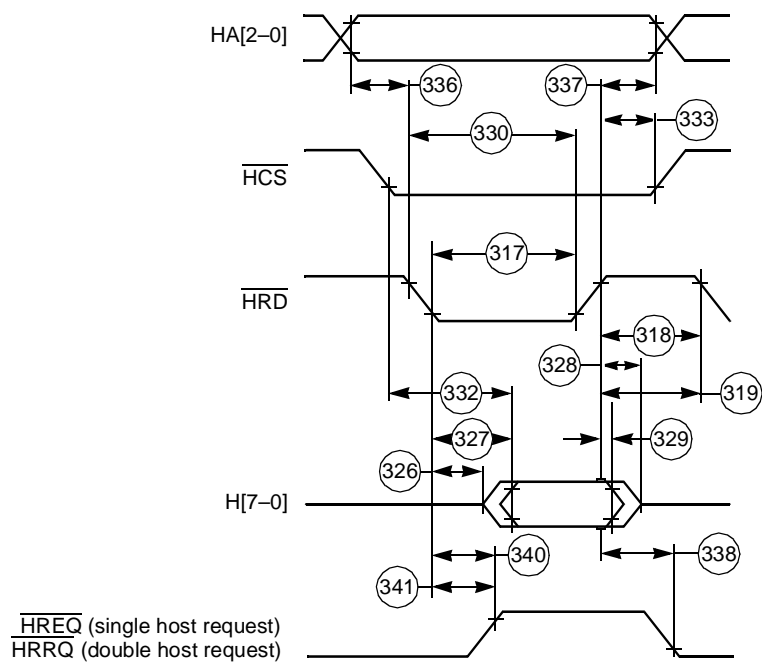 HA[2–0]
336
337
333
330
HCS
317
HRD
318
328
332
319
327
329
326
H[7–0]
340
338
341
HREQ (single host request)
HRRQ (double host request)